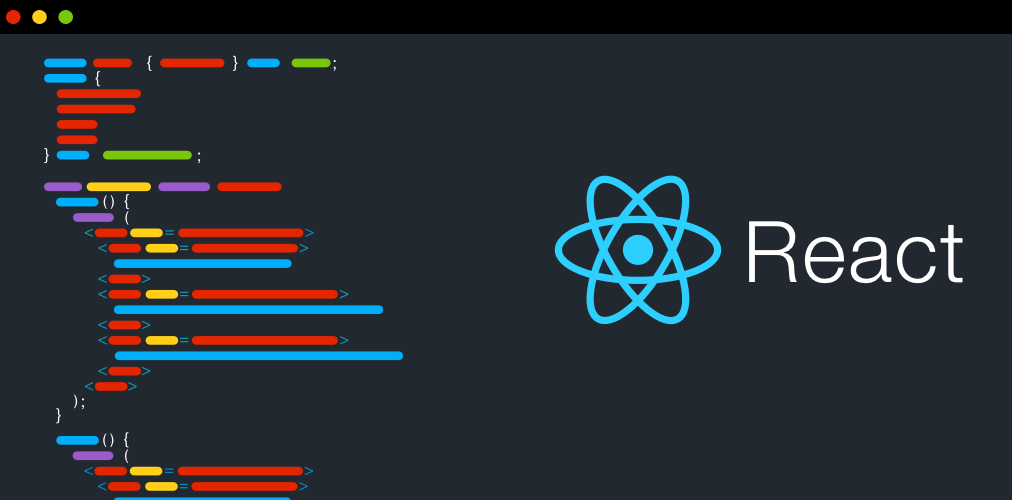 { } ;
{
} ;
() {
(
< = >
< = >
< >
< = >
< >
< = >
< >
< >
);
}
() {
(
< = >
< = >
React